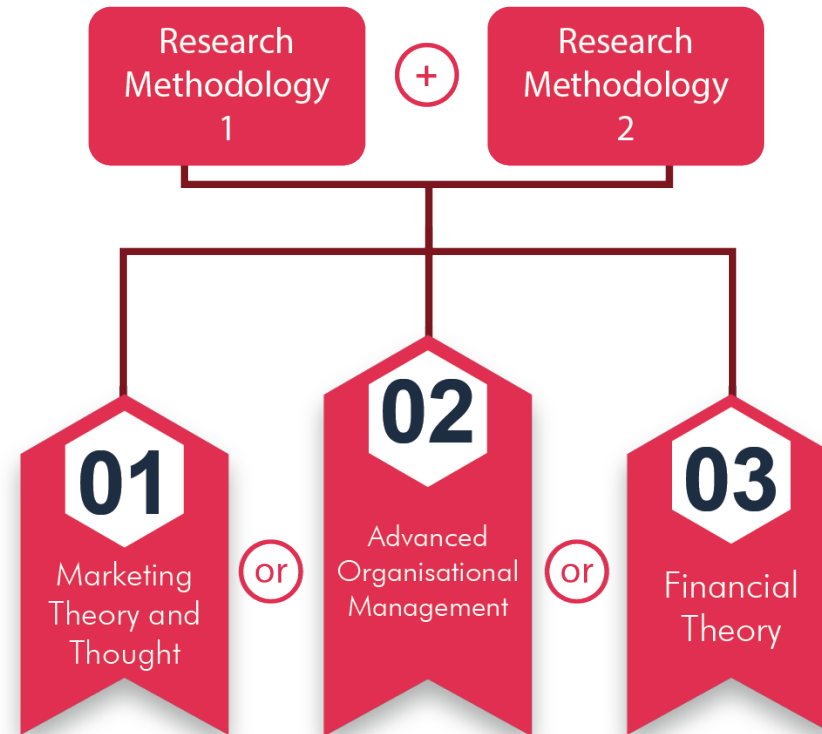 Research
Methodology
1
+
Research
Methodology
2
01
Marketing
Theory and
Thought
or
02
Advanced
Organisational
Management
or
03
Financial
Theory